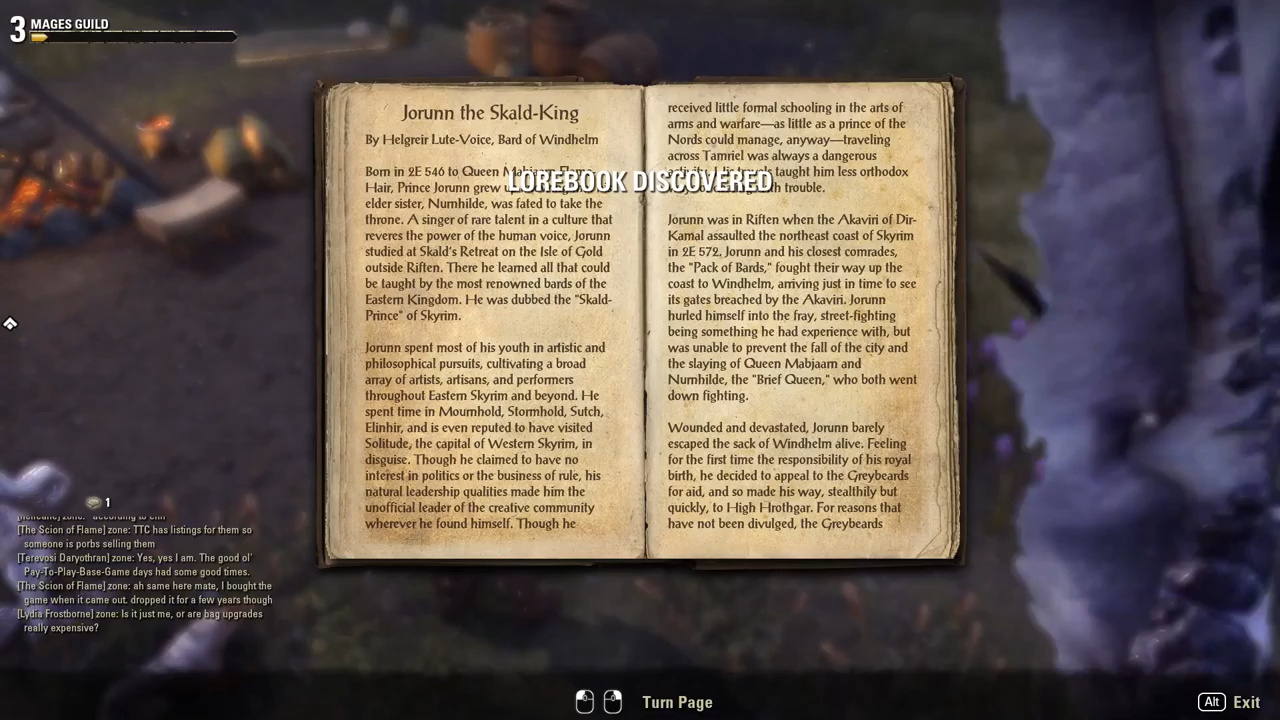 3 MAGES GUILD
Jorunn the Skald-King
By Helgreir Lute-Voice, Bard of Windhelm
Born in 2E 546 to Queen
Hair, Prince Jorunn grew
elder sister, Nurnhilde, was fated to take the
throne. A singer of rare talent in a culture that
reveres the power of the human voice, Jorunn
studied at Skald's Retreat on the Isle of Gold
outside Riften. There he learned all that could
be taught by the most renowned bards of the
Eastern Kingdom. He was dubbed the "Skald-
Prince" of Skyrim.
Jorunn spent most of his youth in artistic and
philosophical pursuits, cultivating a broad
array of artists, artisans, and performers
throughout Eastern Skyrim and beyond. He
spent time in Mournhold, Stormhold, Sutch,
Elinhir, and is even reputed to have visited
Solitude, the capital of Western Skyrim, in
disguise. Though he claimed to have no
interest in politics or the business of rule, his
natural leadership qualities made him the
unofficial leader of the creative community
wherever he found himself. Though he
received little formal schooling in the arts of
arms and warfare—as little as a prince of the
Nords could manage, anyway—traveling
across Tamriel was always a dangerous
taught him less orthodox
trouble.
Jorunn was in Riften when the Akaviri of Dir-
Kamal assaulted the northeast coast of Skyrim
in 2E 572. Jorunn and his closest comrades,
the "Pack of Bards," fought their way up the
coast to Windhelm, arriving just in time to see
its gates breached by the Akaviri. Jorunn
hurled himself into the fray, street-fighting
being something he had experience with, but
was unable to prevent the fall of the city and
the slaying of Queen Mabjaarn and
Nurnhilde, the "Brief Queen," who both went
down fighting.
Wounded and devastated, Jorunn barely
escaped the sack of Windhelm alive. Feeling
for the first time the responsibility of his royal
birth, he decided to appeal to the Greybeards
for aid, and so made his way, stealthily but
quickly, to High Hrothgar. For reasons that
have not been divulged, the Greybeards
LOREBOOK DISCOVERED
1
zone: according to
[The Scion of Flame] zone: TTC has listings for them so
someone is porbs selling them
[Terevosi Daryothran] zone: Yes, yes I am. The good ol'
Pay-To-Play-Base-Game days had some good times.
[The Scion of Flame] zone: ah same here mate, I bought the
game when it came out. dropped it for a few years though
[Lydia Frostborne] zone: Is it just me, or are bag upgrades
really expensive?
Turn Page
Alt Exit